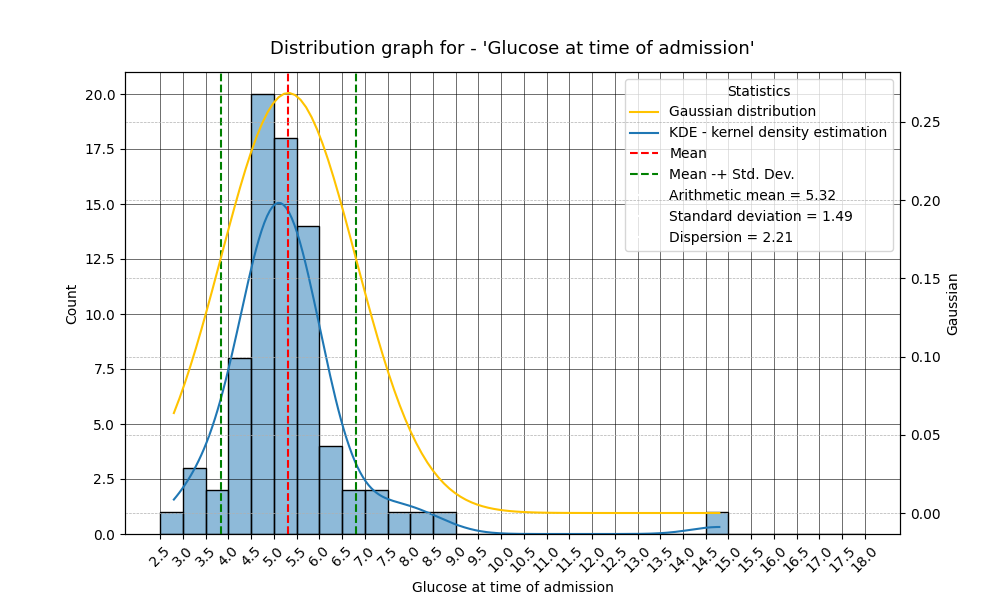 Distribution graph for - 'Glucose at time of admission'
Statistics
Gaussian distribution
KDE - kernel density estimation
Mean
Mean -+ Std. Dev.
Arithmetic mean = 5.32
Standard deviation = 1.49
Dispersion = 2.21
Count
20.0
17.5
15.0
12.5
10.0
7.5
5.0
2.5
0.0
Gaussian
0.25
0.20
0.15
0.10
0.05
0.00
2.5 3.0 3.5 4.0 4.5 5.0 5.5 6.0 6.5 7.0 7.5 8.0 8.5 9.0 9.5 10.0 10.5 11.0 11.5 12.0 12.5 13.0 13.5 14.0 14.5 15.0 15.5 16.0 16.5 17.0 17.5 18.0
Glucose at time of admission